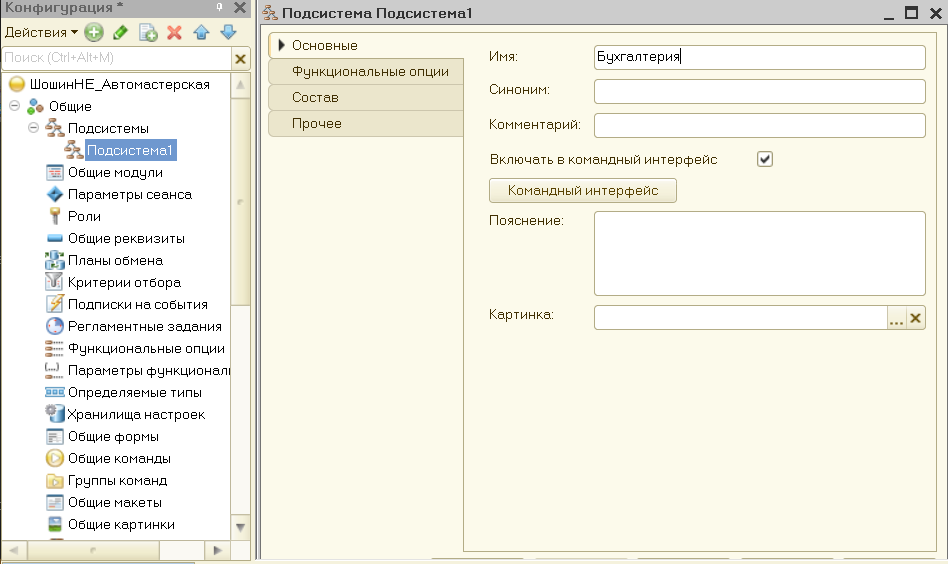 Конфигурация *
Действия
Поиск (Ctrl+Alt+M)
ШошинНЕ_Автомастерская
Общие
Подсистемы
Подсистема1
Общие модули
Параметры сеанса
Роли
Общие реквизиты
Планы обмена
Критерии отбора
Подписки на события
Регламентные задания
Функциональные опции
Параметры функционал
Определяемые типы
Хранилища настроек
Общие формы
Общие команды
Группы команд
Общие макеты
Общие картинки
Подсистема Подсистема1
Основные
Функциональные опции
Состав
Прочее
Имя:
Бухгалтерия
Синоним:
Комментарий:
Включать в командный интерфейс
Командный интерфейс
Пояснение:
Картинка:
...